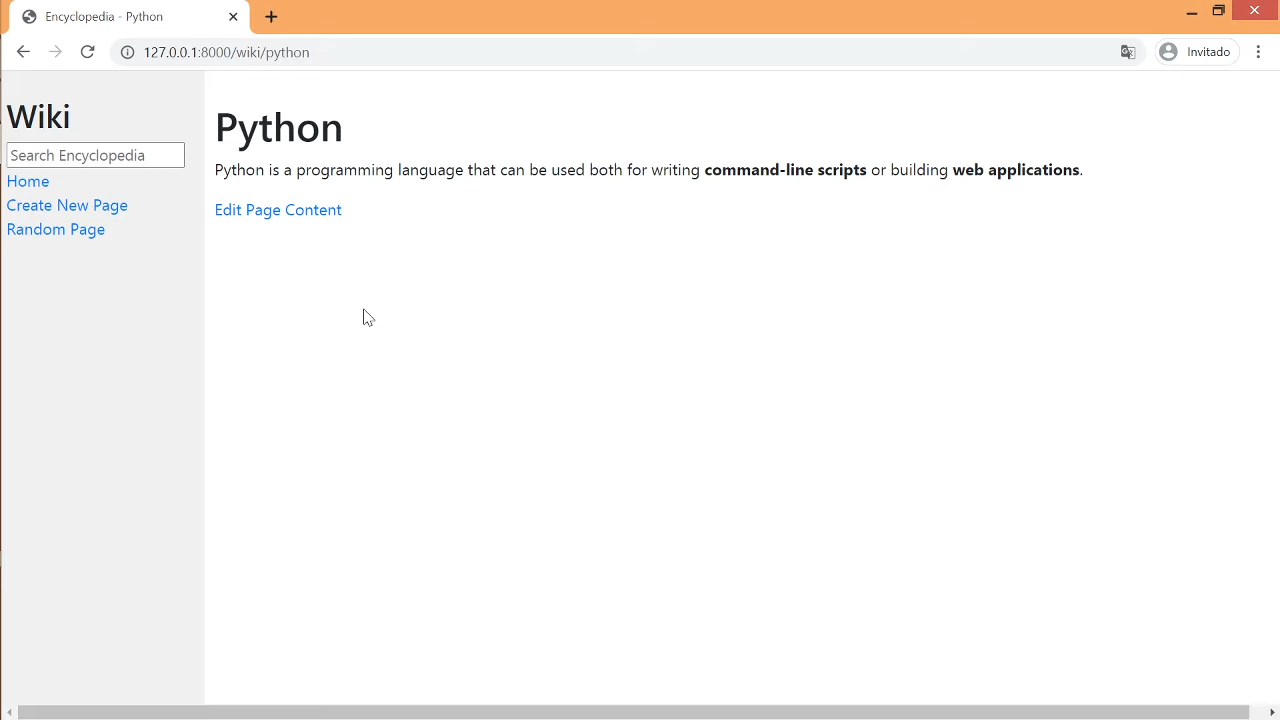 Encyclopedia - Python
127.0.0.1:8000/wiki/python
Invitado
Wiki
Search Encyclopedia
Home
Create New Page
Random Page
Python
Python is a programming language that can be used both for writing command-line scripts or building web applications.
Edit Page Content